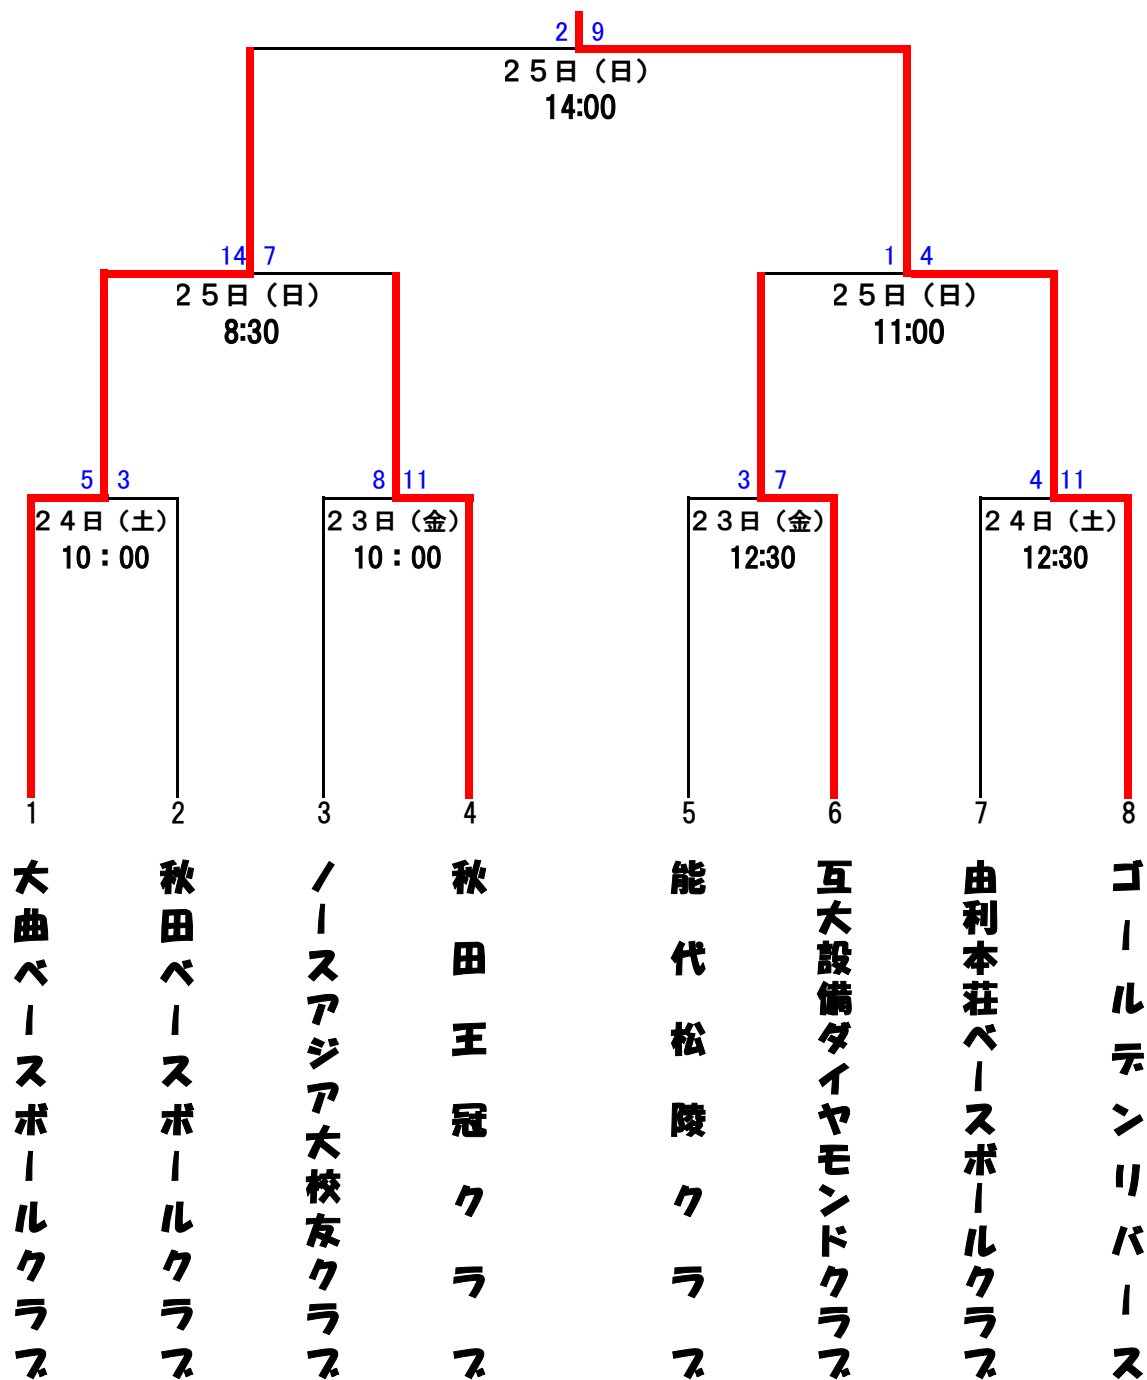 2 9
２５日（日）
14:00
14 7
２５日（日）
8:30
1 4
２５日（日）
11:00
5 3
２４日（土）
10：00
8 11
２３日（金）
10：00
3 7
２３日（金）
12:30
4 11
２４日（土）
12:30
1
2
3
4
5
6
7
8
大曲ベースボールクラブ
秋田ベースボールクラブ
ノースアジア大校友クラブ
秋田王冠クラブ
能代松陵クラブ
互大設備ダイヤモンドクラブ
由利本荘ベースボールクラブ
ゴールデンリバース